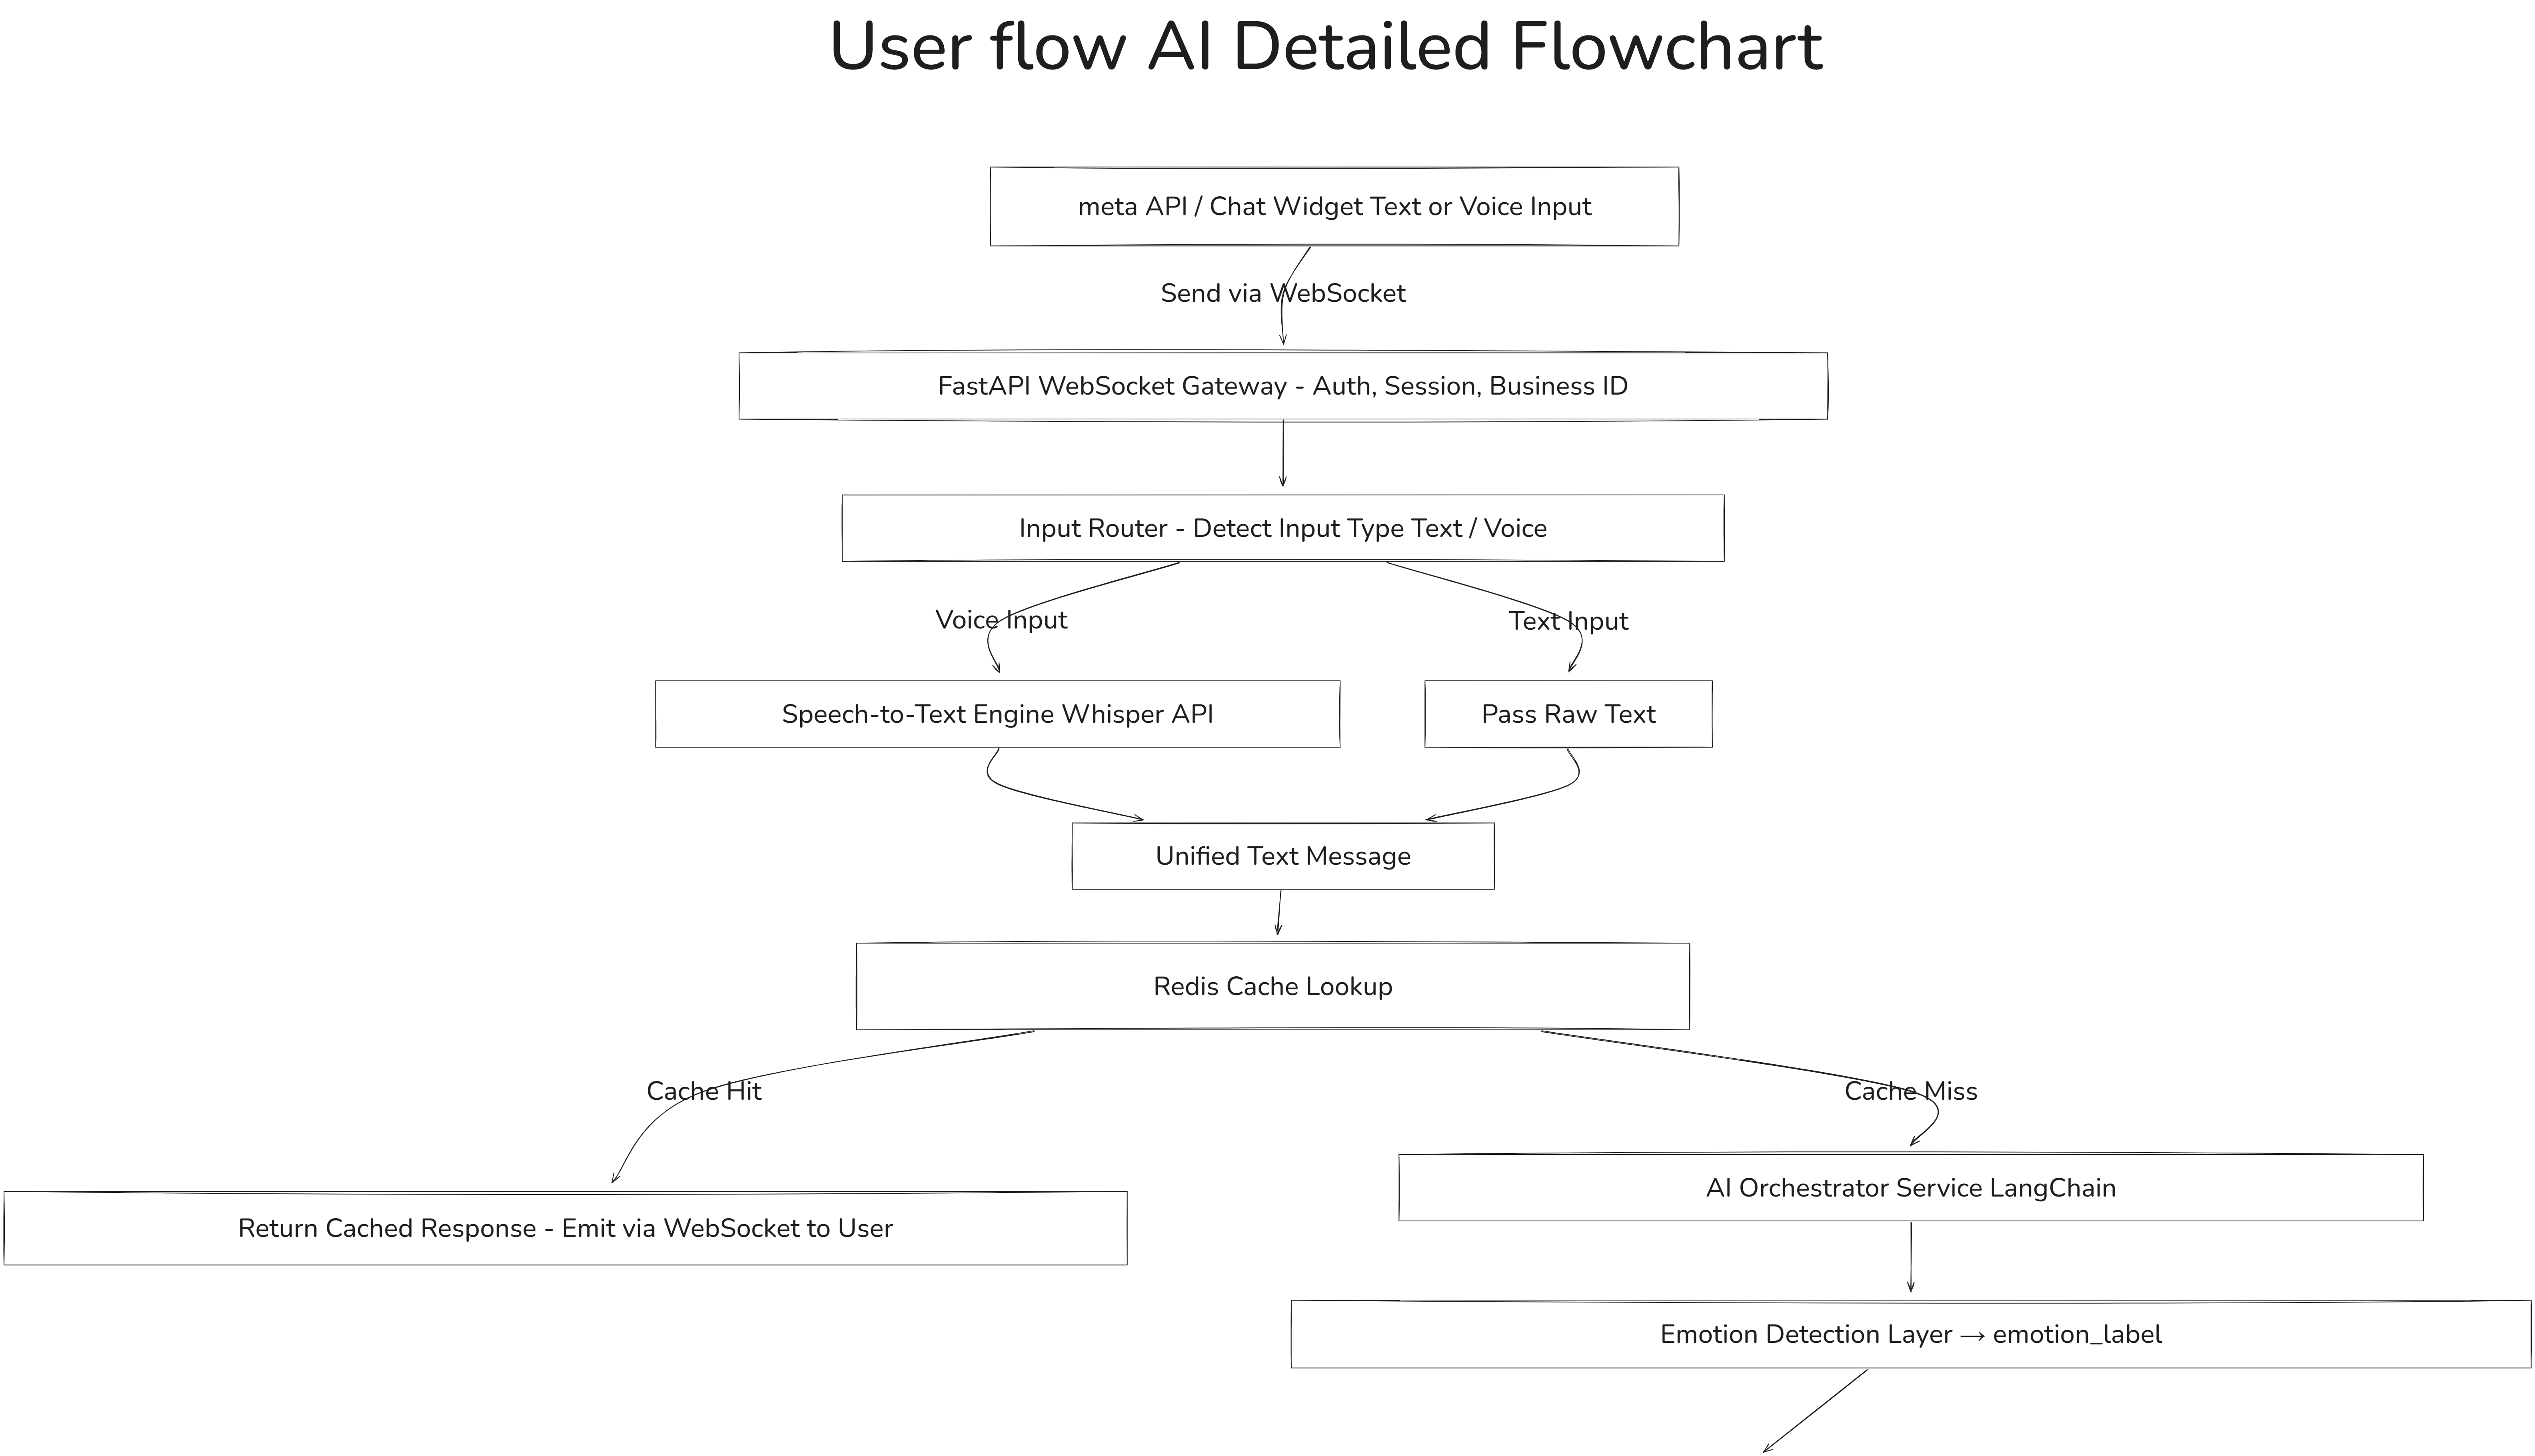 User flow AI Detailed Flowchart
meta API / Chat Widget Text or Voice Input
Send via WebSocket
FastAPI WebSocket Gateway - Auth, Session, Business ID
Input Router - Detect Input Type Text / Voice
Voice Input
Text Input
Speech-to-Text Engine Whisper API
Pass Raw Text
Unified Text Message
Redis Cache Lookup
Cache Hit
Cache Miss
AI Orchestrator Service LangChain
Return Cached Response - Emit via WebSocket to User
Emotion Detection Layer → emotion_label